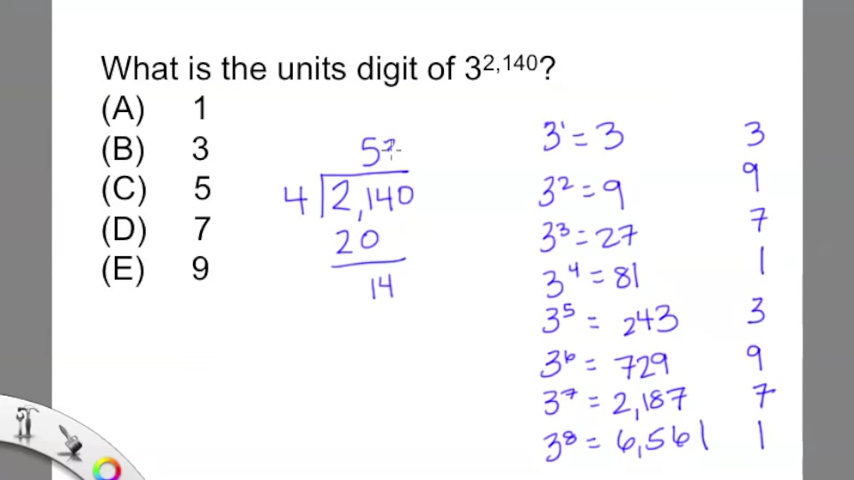 What is the units digit of 3²,¹⁴⁰?
(A) 1
(B) 3
(C) 5
(D) 7
(E) 9
5
4 2,140
20
14
3¹ = 3 3
3² = 9 9
3³ = 27 7
3⁴ = 81 1
3⁵ = 243 3
3⁶ = 729 9
3⁷ = 2,187 7
3⁸ = 6,561 1